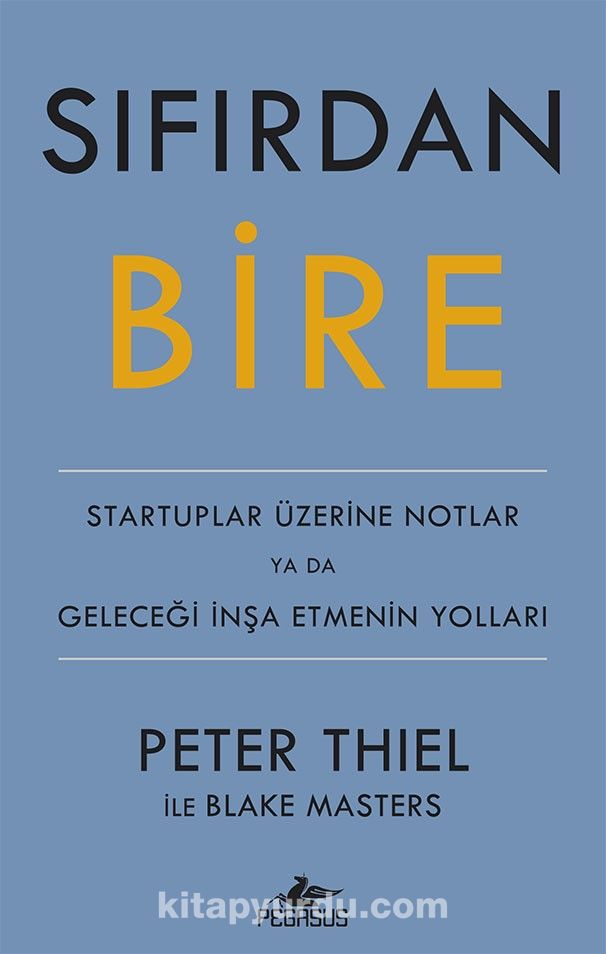 SIFIRDAN
BİRE
STARTUPLAR ÜZERİNE NOTLAR
YA DA
GELECEĞİ İNŞA ETMENİN YOLLARI
PETER THIEL
İLE BLAKE MASTERS
kitapyurdu.com
PEGASUS